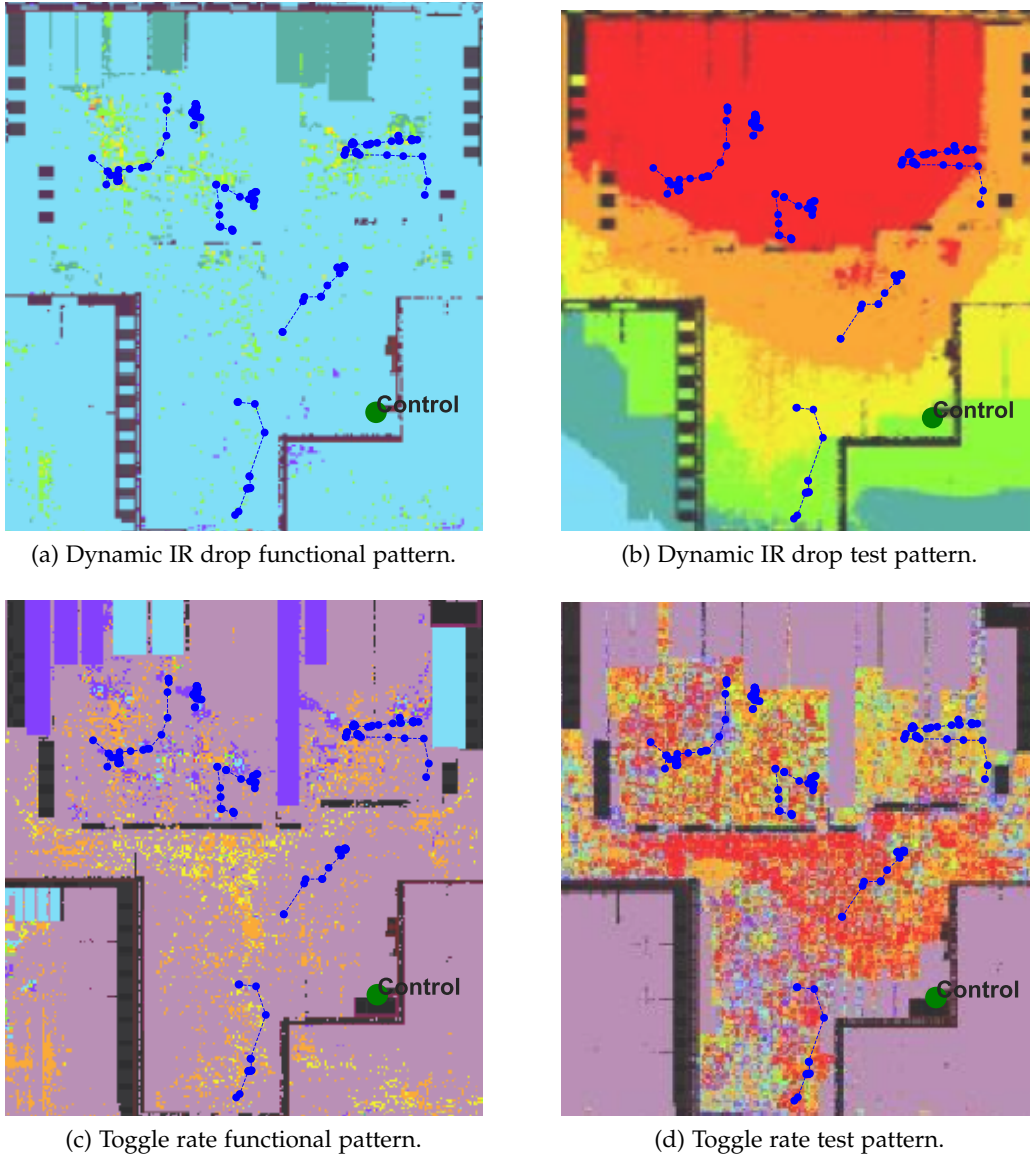 Control
Control
(a) Dynamic IR drop functional pattern.
(b) Dynamic IR drop test pattern.
Control
Control
(c) Toggle rate functional pattern.
(d) Toggle rate test pattern.